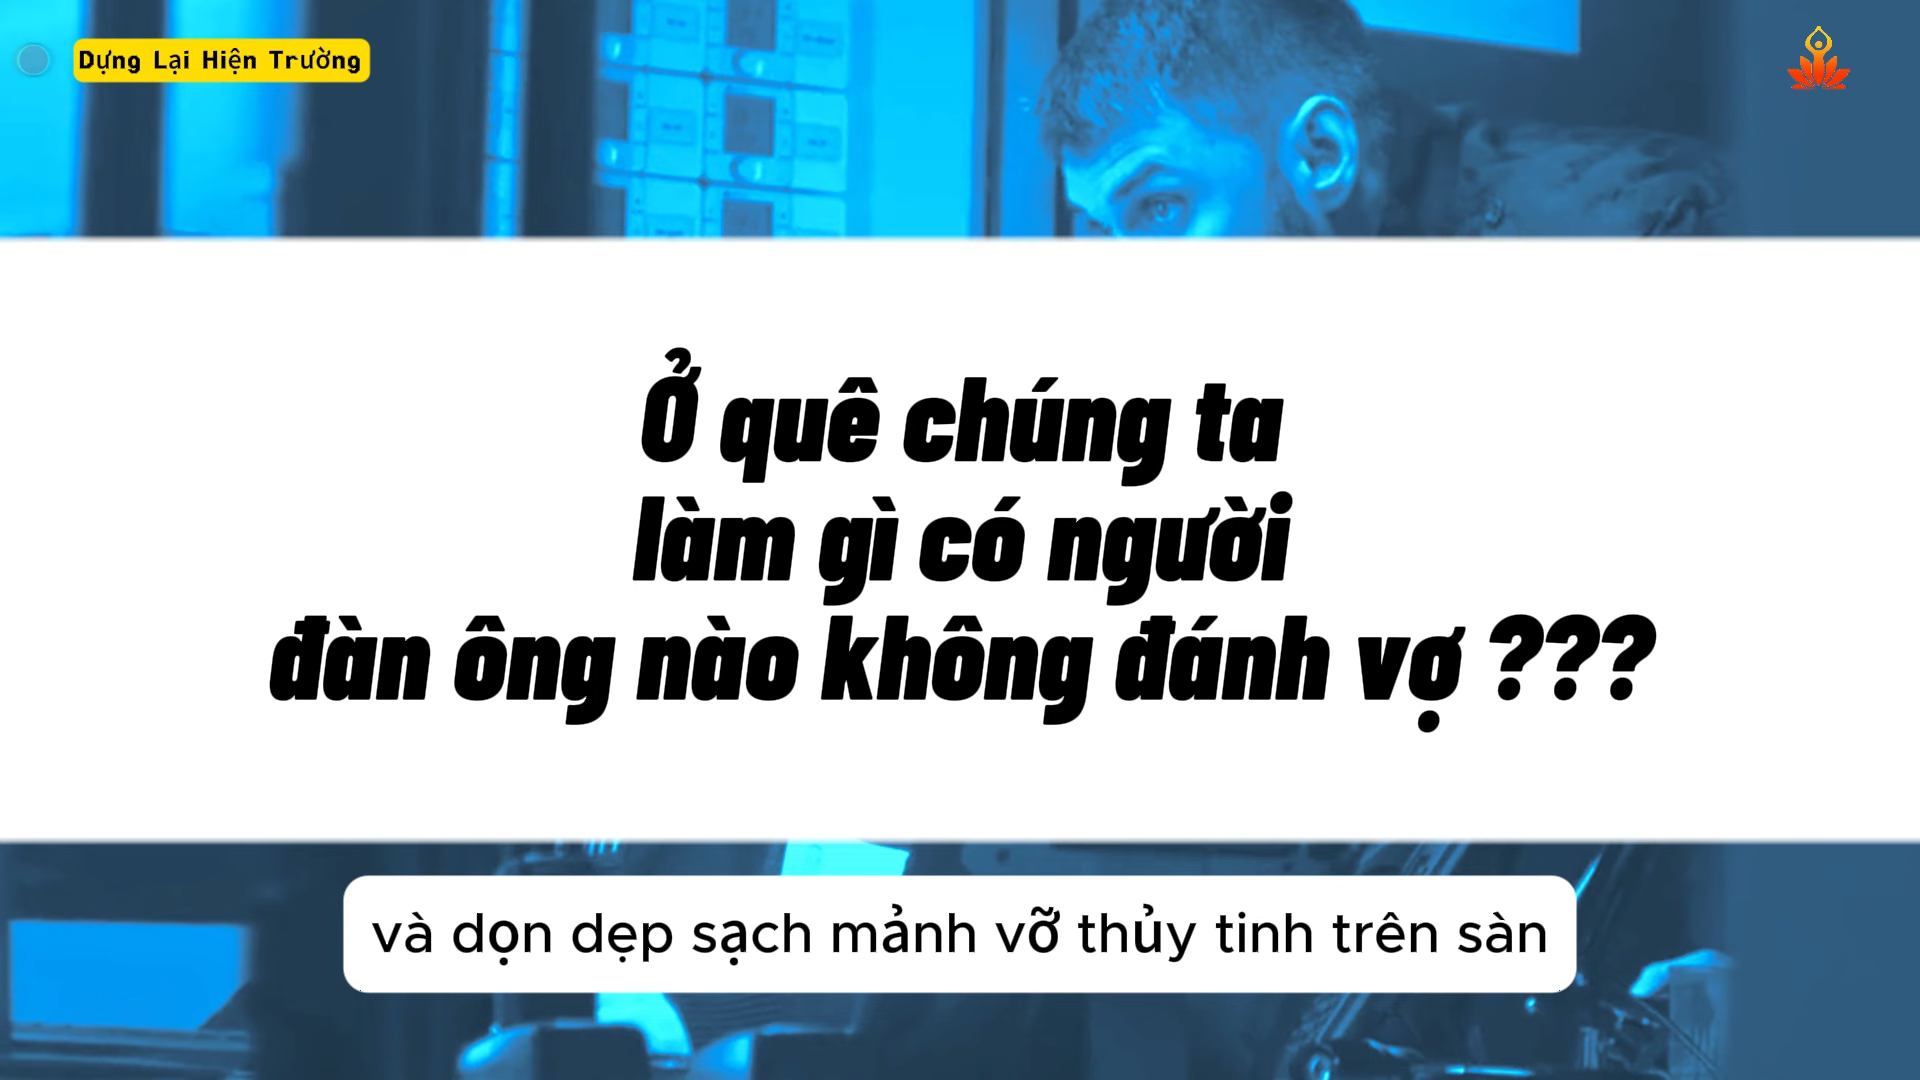 Dựng Lại Hiện Trường
Ở quê chúng ta
làm gì có người
đàn ông nào không đánh vợ ???
và dọn dẹp sạch mảnh vỡ thủy tinh trên sàn